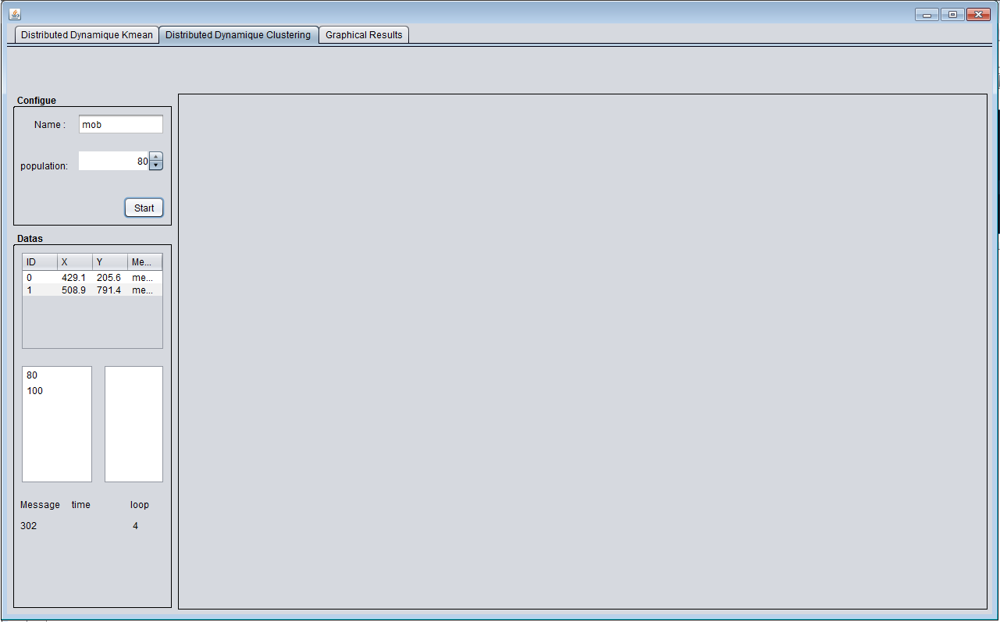 Distributed Dynamique Kmean Distributed Dynamique Clustering Graphical Results
Configue
Name : mob
population: 80
Start
Datas
ID X Y Me...
0 429.1 205.6 me...
1 508.9 791.4 me...
80
100
Message time loop
302 4